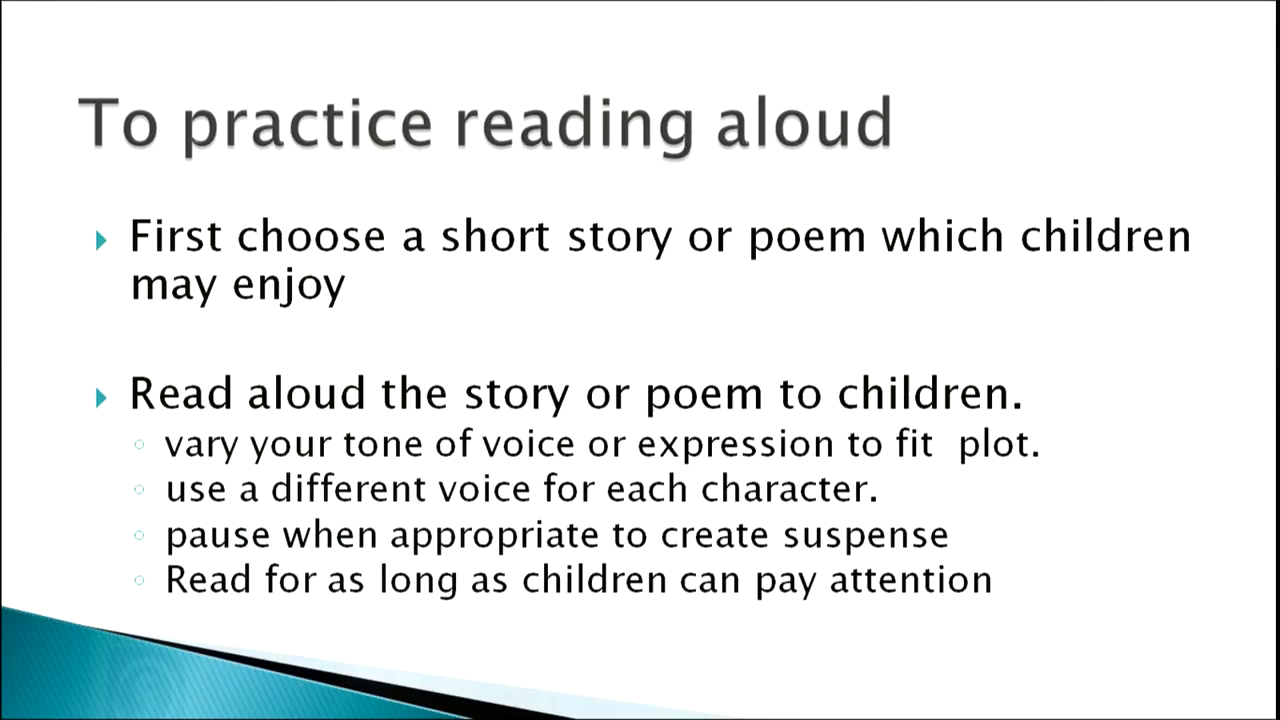 To practice reading aloud
First choose a short story or poem which children
may enjoy
Read aloud the story or poem to children.
vary your tone of voice or expression to fit  plot.
use a different voice for each character.
pause when appropriate to create suspense
Read for as long as children can pay attention